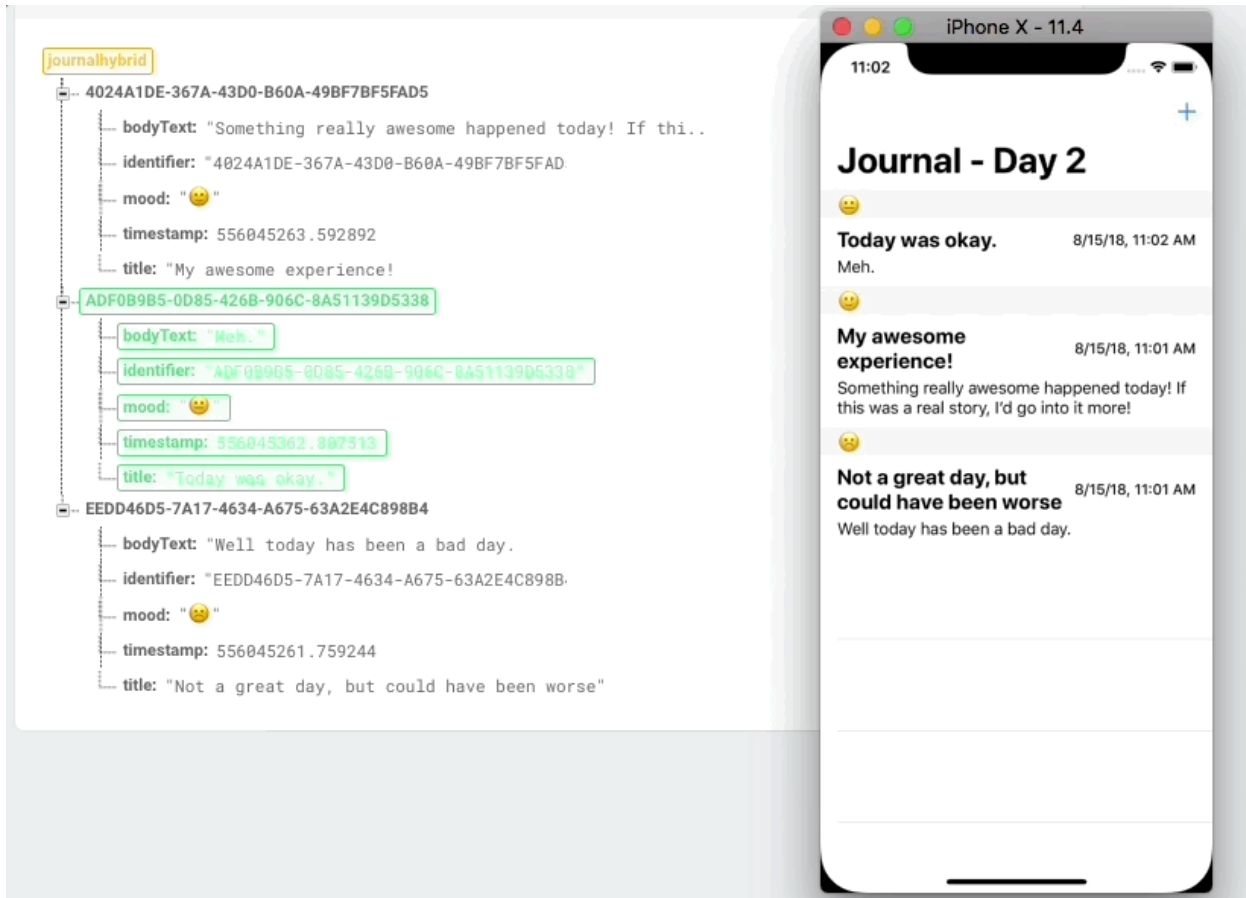 journalhybrid
4024A1DE-367A-43D0-B60A-49BF7BF5FAD5
bodyText: "Something really awesome happened today! If thi..
identifier: "4024A1DE-367A-43D0-B60A-49BF7BF5FAD
mood: "😐"
timestamp: 556045263.592892
title: "My awesome experience!
ADF0B9B5-0D85-426B-906C-8A51139D5338
bodyText: "Meh."
identifier: "ADF0B9B5-0D85-426B-906C-8A51139D5338"
mood: "😐"
timestamp: 556045362.807513
title: "Today was okay."
EEDD46D5-7A17-4634-A675-63A2E4C898B4
bodyText: "Well today has been a bad day.
identifier: "EEDD46D5-7A17-4634-A675-63A2E4C898B
mood: "☹️"
timestamp: 556045261.759244
title: "Not a great day, but could have been worse"
iPhone X - 11.4
11:02
+
Journal - Day 2
😐
Today was okay. 8/15/18, 11:02 AM
Meh.
🙂
My awesome
experience! 8/15/18, 11:01 AM
Something really awesome happened today! If
this was a real story, I'd go into it more!
☹️
Not a great day, but
could have been worse 8/15/18, 11:01 AM
Well today has been a bad day.